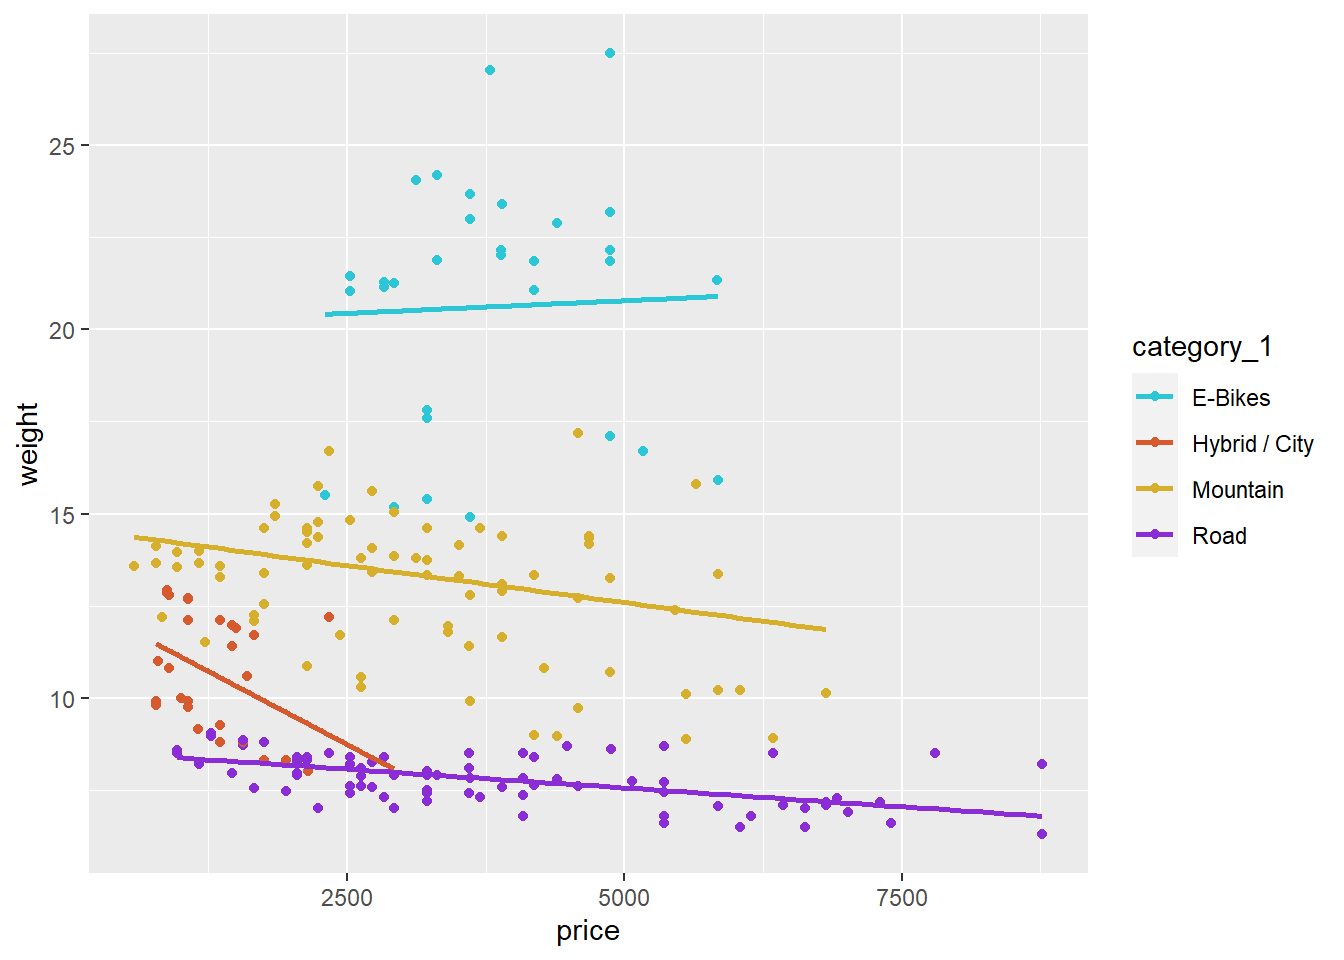 25
20
15
10
weight
2500
5000
7500
price
category_1
E-Bikes
Hybrid / City
Mountain
Road